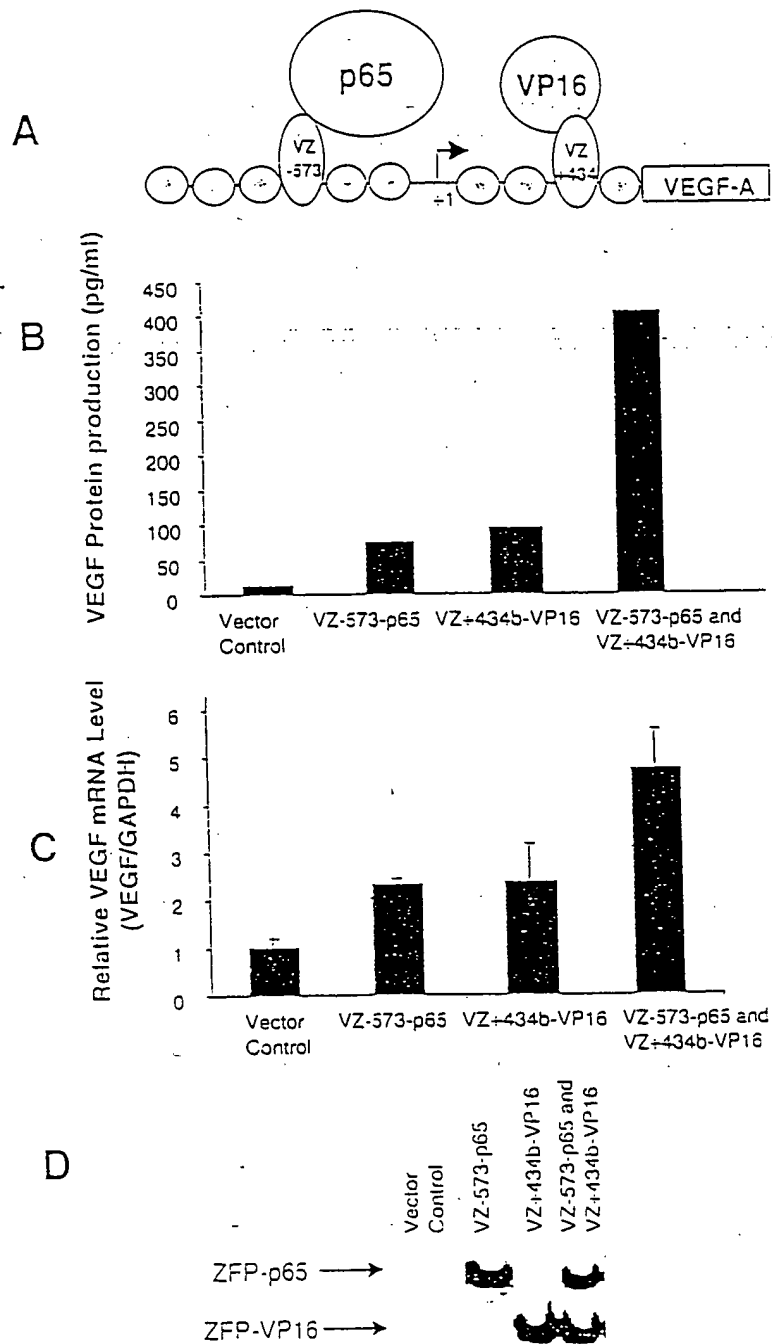 A
p65
VP16
VZ
-573
VZ
+434
+1
VEGF-A
B
VEGF Protein production (pg/ml)
450
400
350
300
250
200
150
100
50
0
Vector
Control
VZ-573-p65
VZ+434b-VP16
VZ-573-p65 and
VZ+434b-VP16
C
Relative VEGF mRNA Level
(VEGF/GAPDH)
6
5
4
3
2
1
0
Vector
Control
VZ-573-p65
VZ+434b-VP16
VZ-573-p65 and
VZ+434b-VP16
D
Vector
Control
VZ-573-p65
VZ+434b-VP16
VZ-573-p65 and
VZ+434b-VP16
ZFP-p65
ZFP-VP16